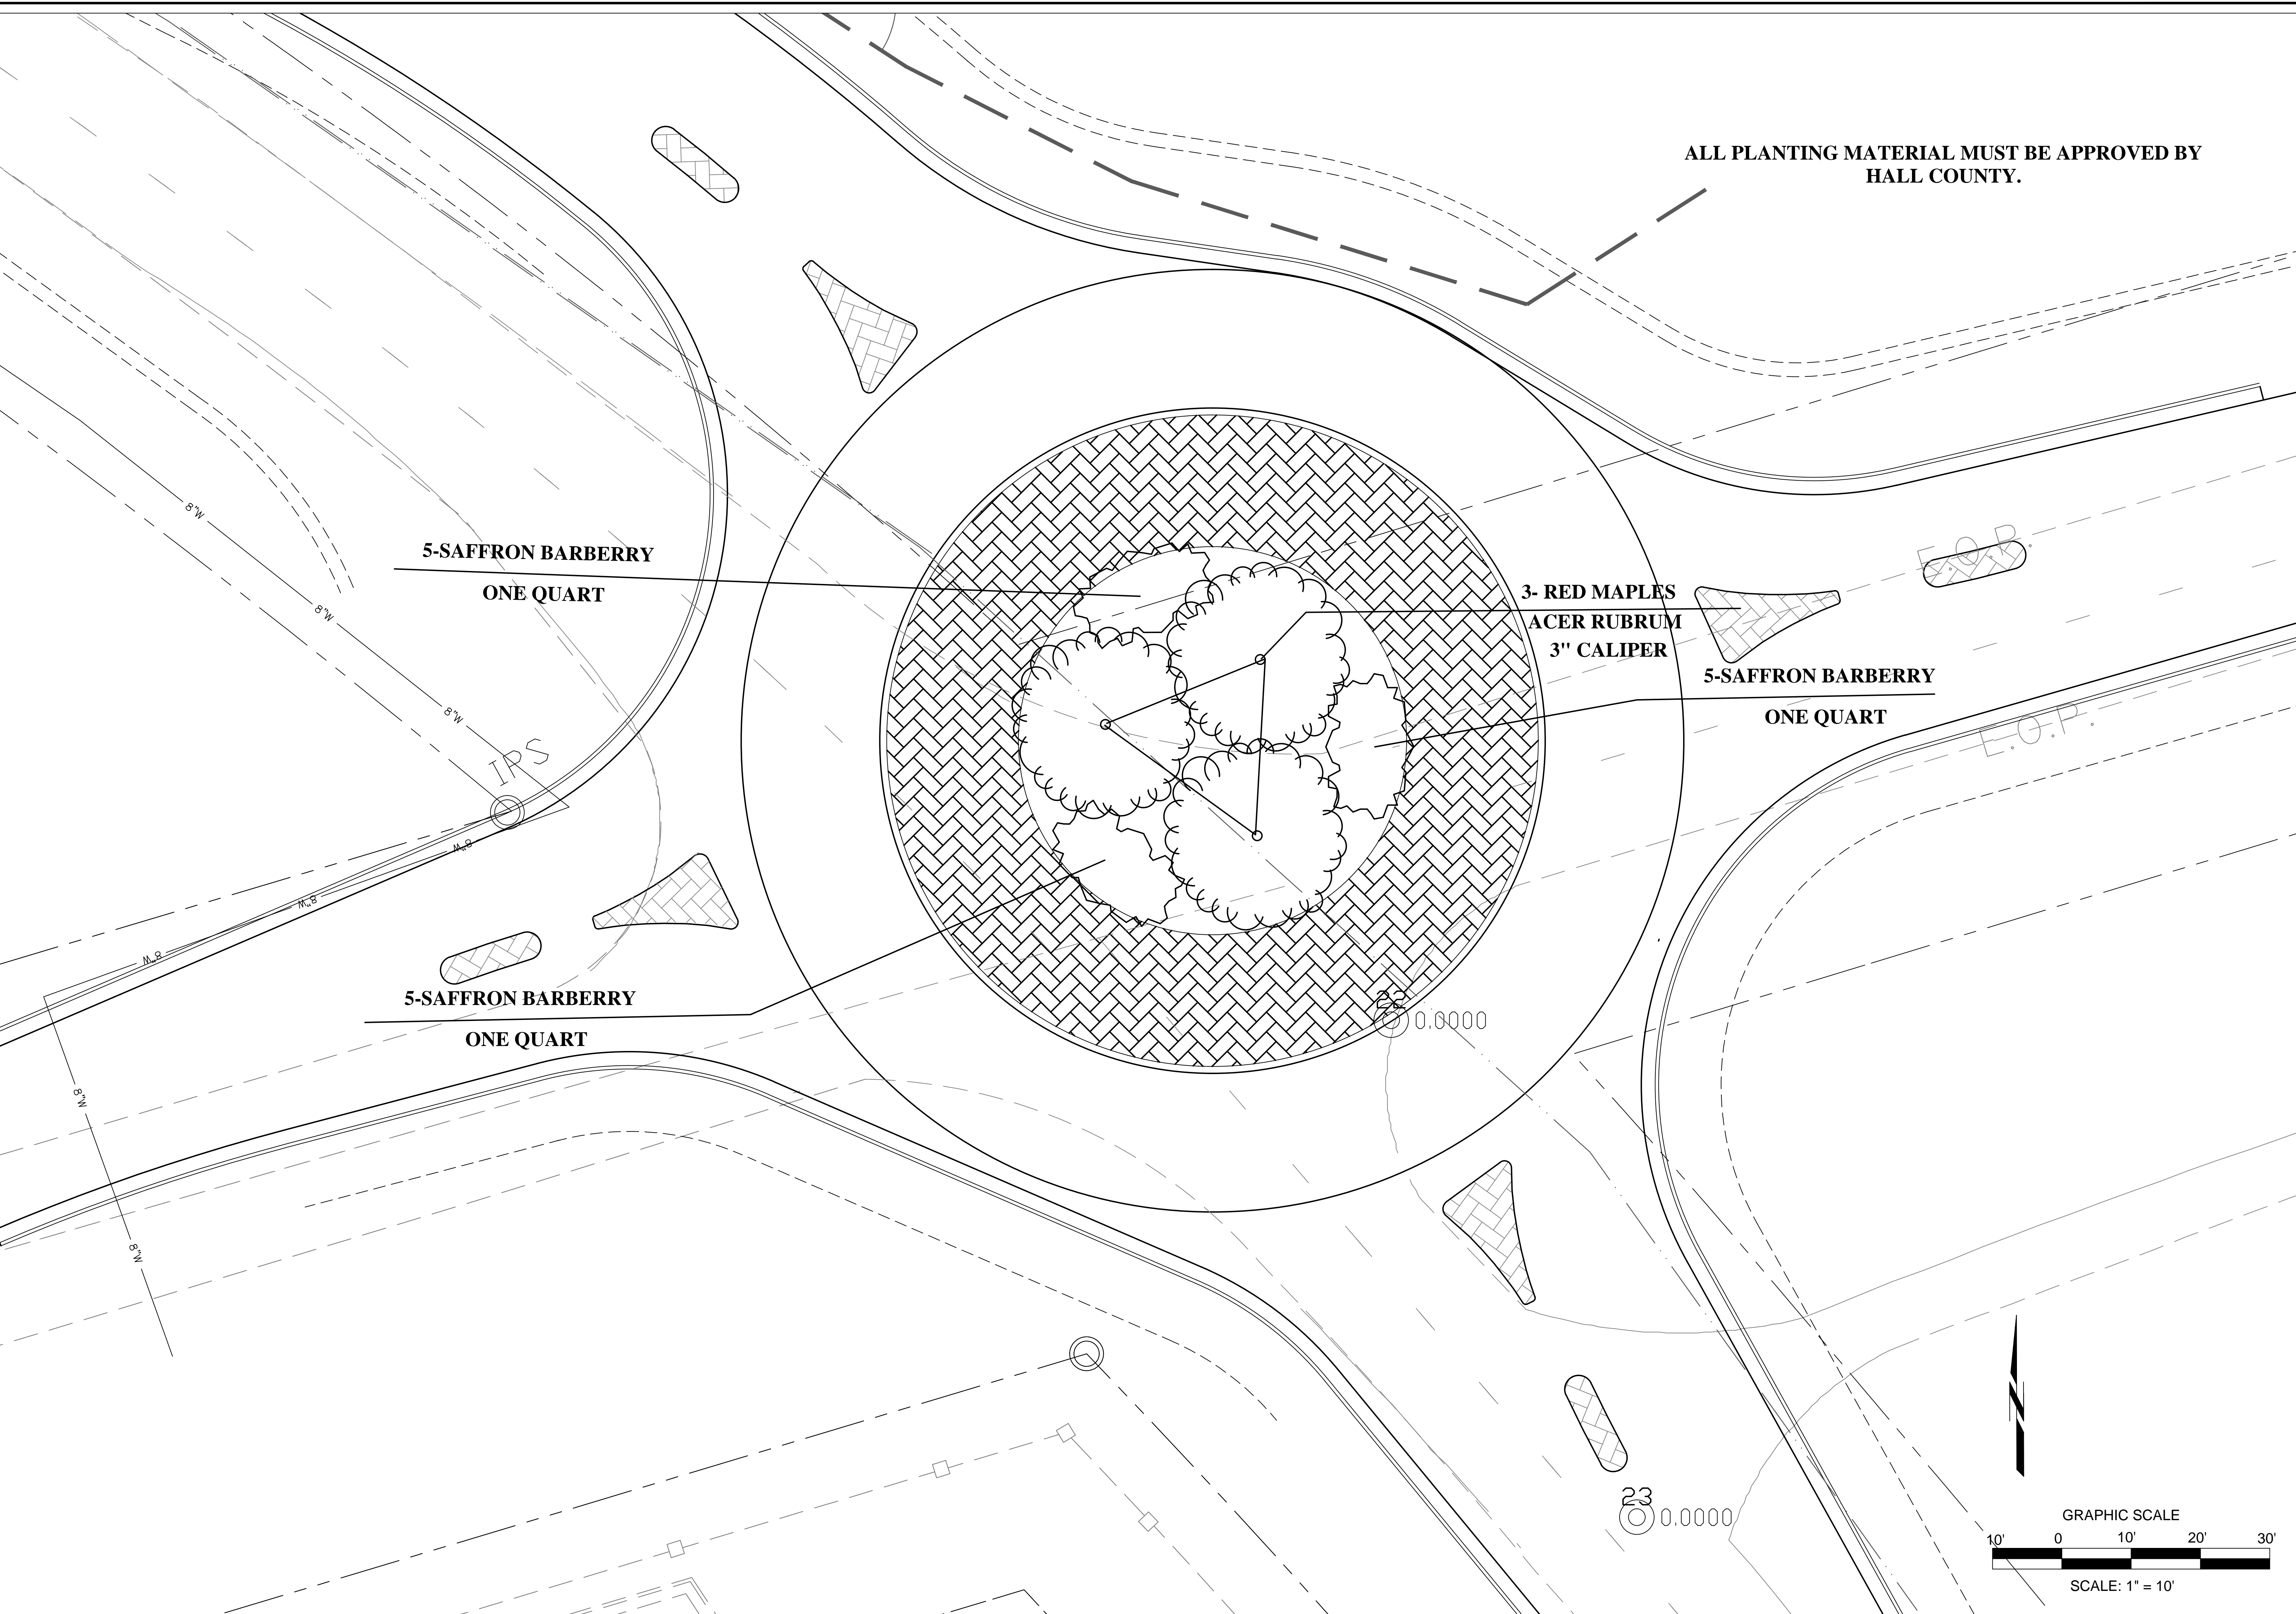 ALL PLANTING MATERIAL MUST BE APPROVED BY
HALL COUNTY.
8"W
8"W
8"W
5-SAFFRON BARBERRY
ONE QUART
3- RED MAPLES
ACER RUBRUM
3" CALIPER
E.O.P.
5-SAFFRON BARBERRY
ONE QUART
E.O.P.
IPS
8"W
8"W
8"W
5-SAFFRON BARBERRY
ONE QUART
22
0.0000
8"W
8"W
23
0.0000
GRAPHIC SCALE
10' 0 10' 20' 30'
SCALE: 1" = 10'